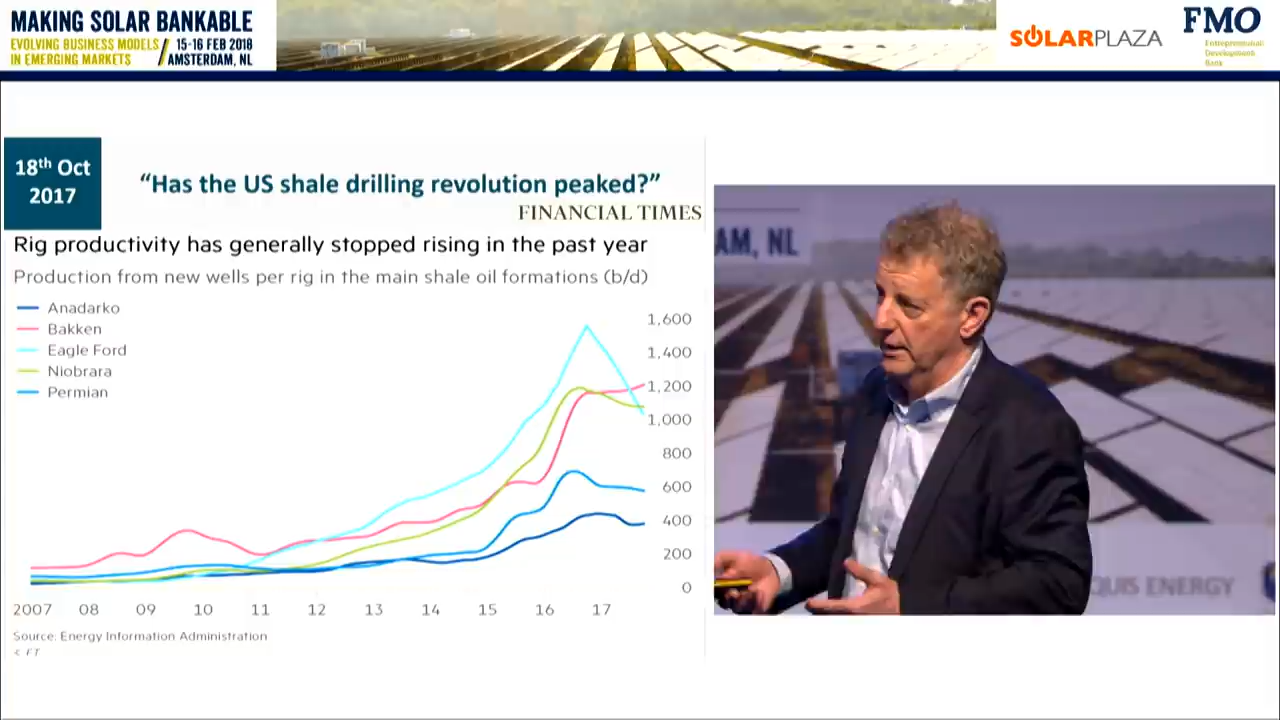 MAKING SOLAR BANKABLE
EVOLVING BUSINESS MODELS
IN EMERGING MARKETS
15-16 FEB 2018
AMSTERDAM, NL
SOLARPLAZA
FMO
Entrepreneurial
Development
Bank
18th Oct
2017
“Has the US shale drilling revolution peaked?”
FINANCIAL TIMES
Rig productivity has generally stopped rising in the past year
Production from new wells per rig in the main shale oil formations (b/d)
Anadarko
Bakken
Eagle Ford
Niobrara
Permian
1,600
1,400
1,200
1,000
800
600
400
200
0
2007 08 09 10 11 12 13 14 15 16 17
Source: Energy Information Administration
© FT
AM, NL
QUIS ENERGY